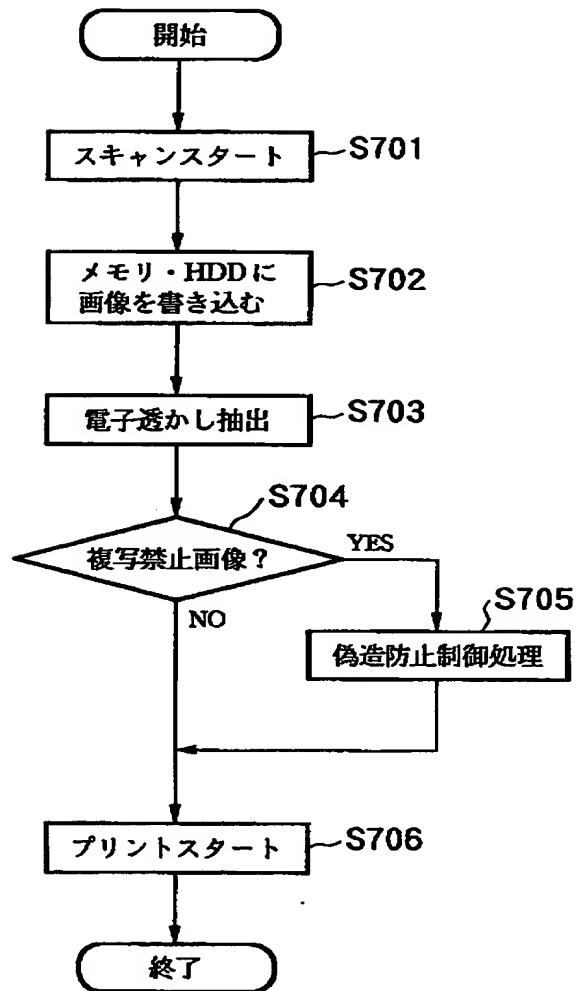 開始
スキャンスタート
S701
メモリ・HDDに
画像を書き込む
S702
電子透かし抽出
S703
S704
複写禁止画像？
YES
NO
S705
偽造防止制御処理
プリントスタート
S706
終了